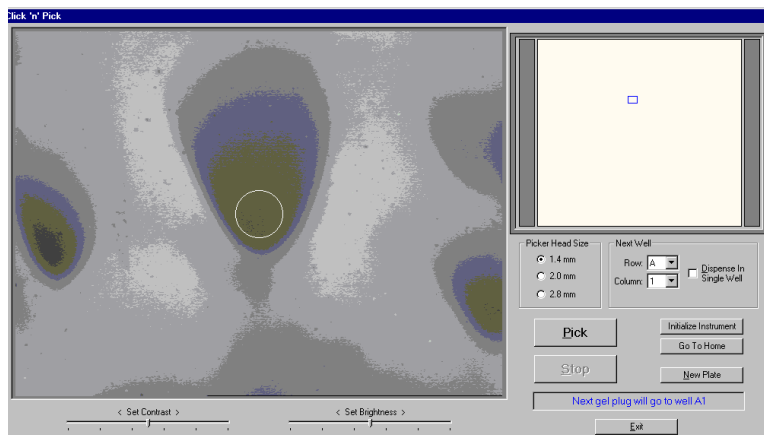 Click 'n' Pick
Picker Head Size
1.4 mm
2.0 mm
2.8 mm
Next Well
Row: A
Column: 1
Dispense In
Single Well
Pick
Stop
Initialize Instrument
Go To Home
New Plate
Next gel plug will go to well A1
Exit
< Set Contrast >
< Set Brightness >